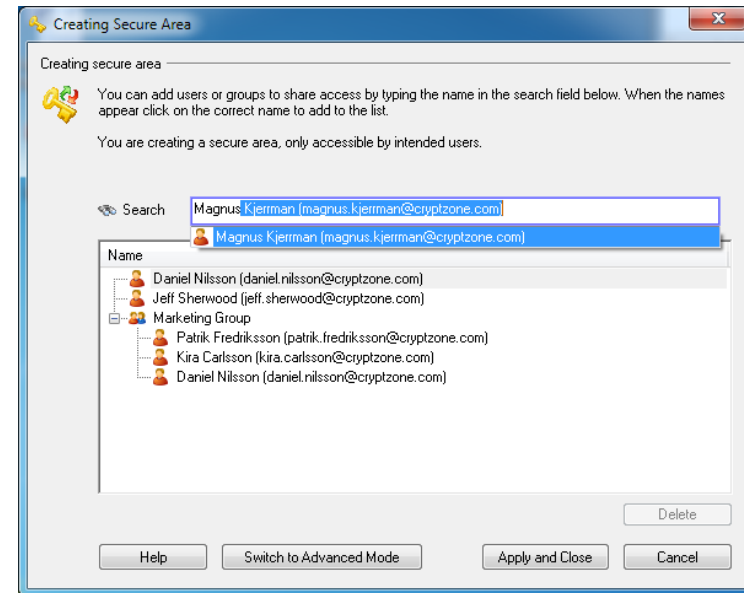 Creating Secure Area
Creating secure area
You can add users or groups to share access by typing the name in the search field below. When the names
appear click on the correct name to add to the list.
You are creating a secure area, only accessible by intended users.
Search Magnus Kjerrman (magnus.kjerrman@cryptzone.com)
Magnus Kjerrman (magnus.kjerrman@cryptzone.com)
Name
Daniel Nilsson (daniel.nilsson@cryptzone.com)
Jeff Sherwood (jeff.sherwood@cryptzone.com)
Marketing Group
Patrik Fredriksson (patrik.fredriksson@cryptzone.com)
Kira Carlsson (kira.carlsson@cryptzone.com)
Daniel Nilsson (daniel.nilsson@cryptzone.com)
Delete
Help Switch to Advanced Mode Apply and Close Cancel